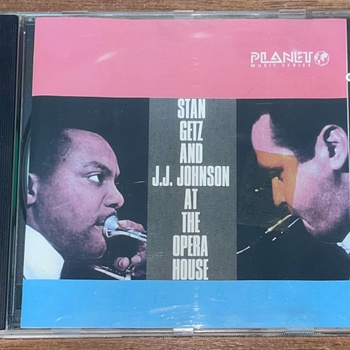 PLANET
MUSIC SERIES
STAN
GETZ
AND
J.J. JOHNSON
AT
THE
OPERA
HOUSE